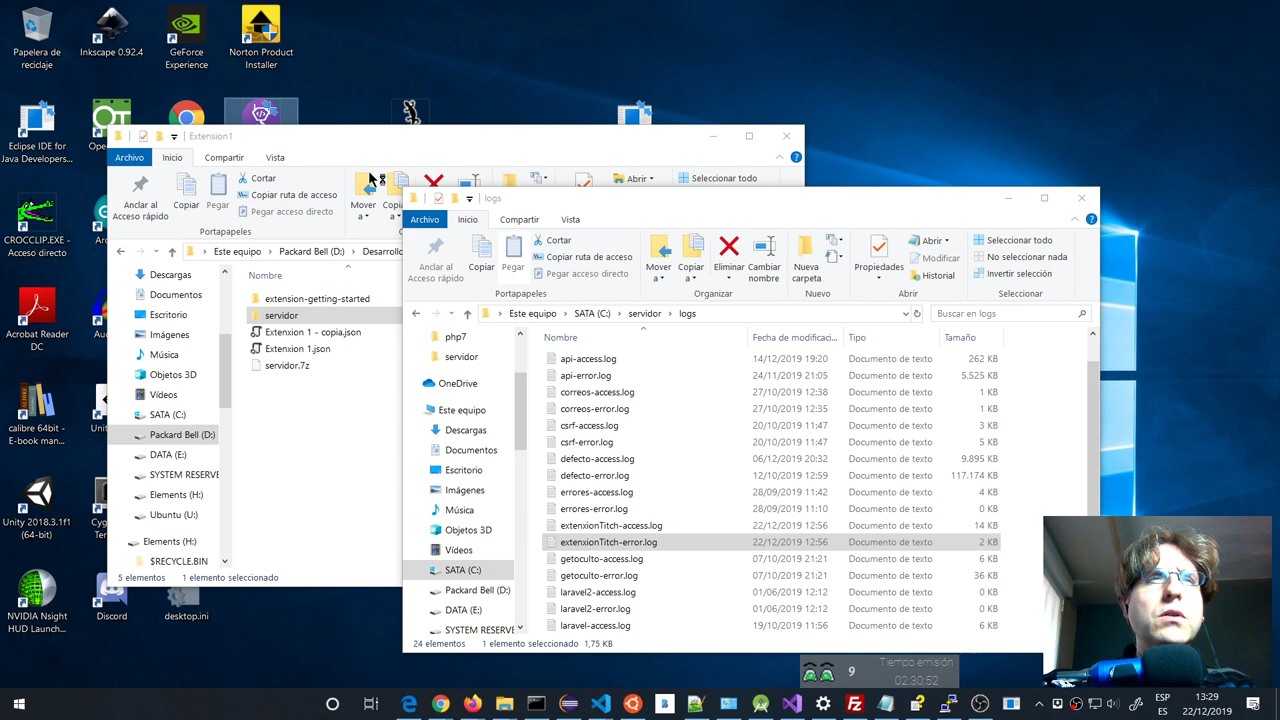 Papelera de
reciclaje
Inkscape 0.92.4
GeForce
Experience
Norton Product
Installer
Eclipse IDE for
Java Developers...
CROCCLIP.EXE -
Acceso directo
Acrobat Reader
DC
calibre 64bit -
E-book man...
Unity 2018.3.1f1
(64-bit)
NVIDIA Nsight
HUD Launch...
Discord
desktop.ini
Extension1
Archivo
Inicio
Compartir
Vista
Anclar al
Acceso rápido
Copiar
Pegar
Cortar
Copiar ruta de acceso
Pegar acceso directo
Portapapeles
Mover
a
Abrir
Seleccionar todo
Este equipo
Packard Bell (D:)
Desarrollo
Descargas
Documentos
Escritorio
Imágenes
Música
Objetos 3D
Vídeos
SATA (C:)
Packard Bell (D:)
DATA (E:)
SYSTEM RESERVE
Elements (H:)
Ubuntu (U:)
Elements (H:)
$RECYCLE.BIN
Nombre
extension-getting-started
servidor
Extenxion 1 - copia.json
Extenxion 1.json
servidor.7z
5 elementos
1 elemento seleccionado
logs
Archivo
Inicio
Compartir
Vista
Anclar al
Acceso rápido
Copiar
Pegar
Cortar
Copiar ruta de acceso
Pegar acceso directo
Portapapeles
Mover
a
Copiar
a
Eliminar
Cambiar
nombre
Organizar
Nueva
carpeta
Nuevo
Propiedades
Abrir
Modificar
Historial
Abrir
Seleccionar todo
No seleccionar nada
Invertir selección
Seleccionar
Este equipo
SATA (C:)
servidor
logs
Buscar en logs
php7
servidor
OneDrive
Este equipo
Descargas
Documentos
Escritorio
Imágenes
Música
Objetos 3D
Vídeos
SATA (C:)
Packard Bell (D:)
DATA (E:)
SYSTEM RESERVE
Nombre Fecha de modificaci... Tipo Tamaño
api-access.log 14/12/2019 19:20 Documento de texto 262 KB
api-error.log 24/11/2019 21:05 Documento de texto 5.525 KB
correos-access.log 27/10/2019 12:38 Documento de texto 1 KB
correos-error.log 27/10/2019 12:35 Documento de texto 1 KB
csrf-access.log 20/10/2019 11:47 Documento de texto 2 KB
csrf-error.log 20/10/2019 11:47 Documento de texto 5 KB
defecto-access.log 06/12/2019 20:32 Documento de texto 9.895 KB
defecto-error.log 12/10/2019 12:59 Documento de texto 117.174 KB
errores-access.log 28/09/2019 11:42 Documento de texto 4 KB
errores-error.log 28/09/2019 11:10 Documento de texto 0 KB
extenxionTitch-access.log 22/12/2019 12:56 Documento de texto 14 KB
extenxionTitch-error.log 22/12/2019 12:56 Documento de texto 2 KB
getoculto-access.log 07/10/2019 21:21 Documento de texto 6 KB
getoculto-error.log 07/10/2019 21:21 Documento de texto 36 KB
laravel2-access.log 01/06/2019 12:12 Documento de texto 0 KB
laravel2-error.log 01/06/2019 12:12 Documento de texto 0 KB
laravel-access.log 19/10/2019 11:56 Documento de texto 6 KB
24 elementos
1 elemento seleccionado 1,75 KB
9
Tiempo emisión
02:30:52
ESP
ES
13:29
22/12/2019